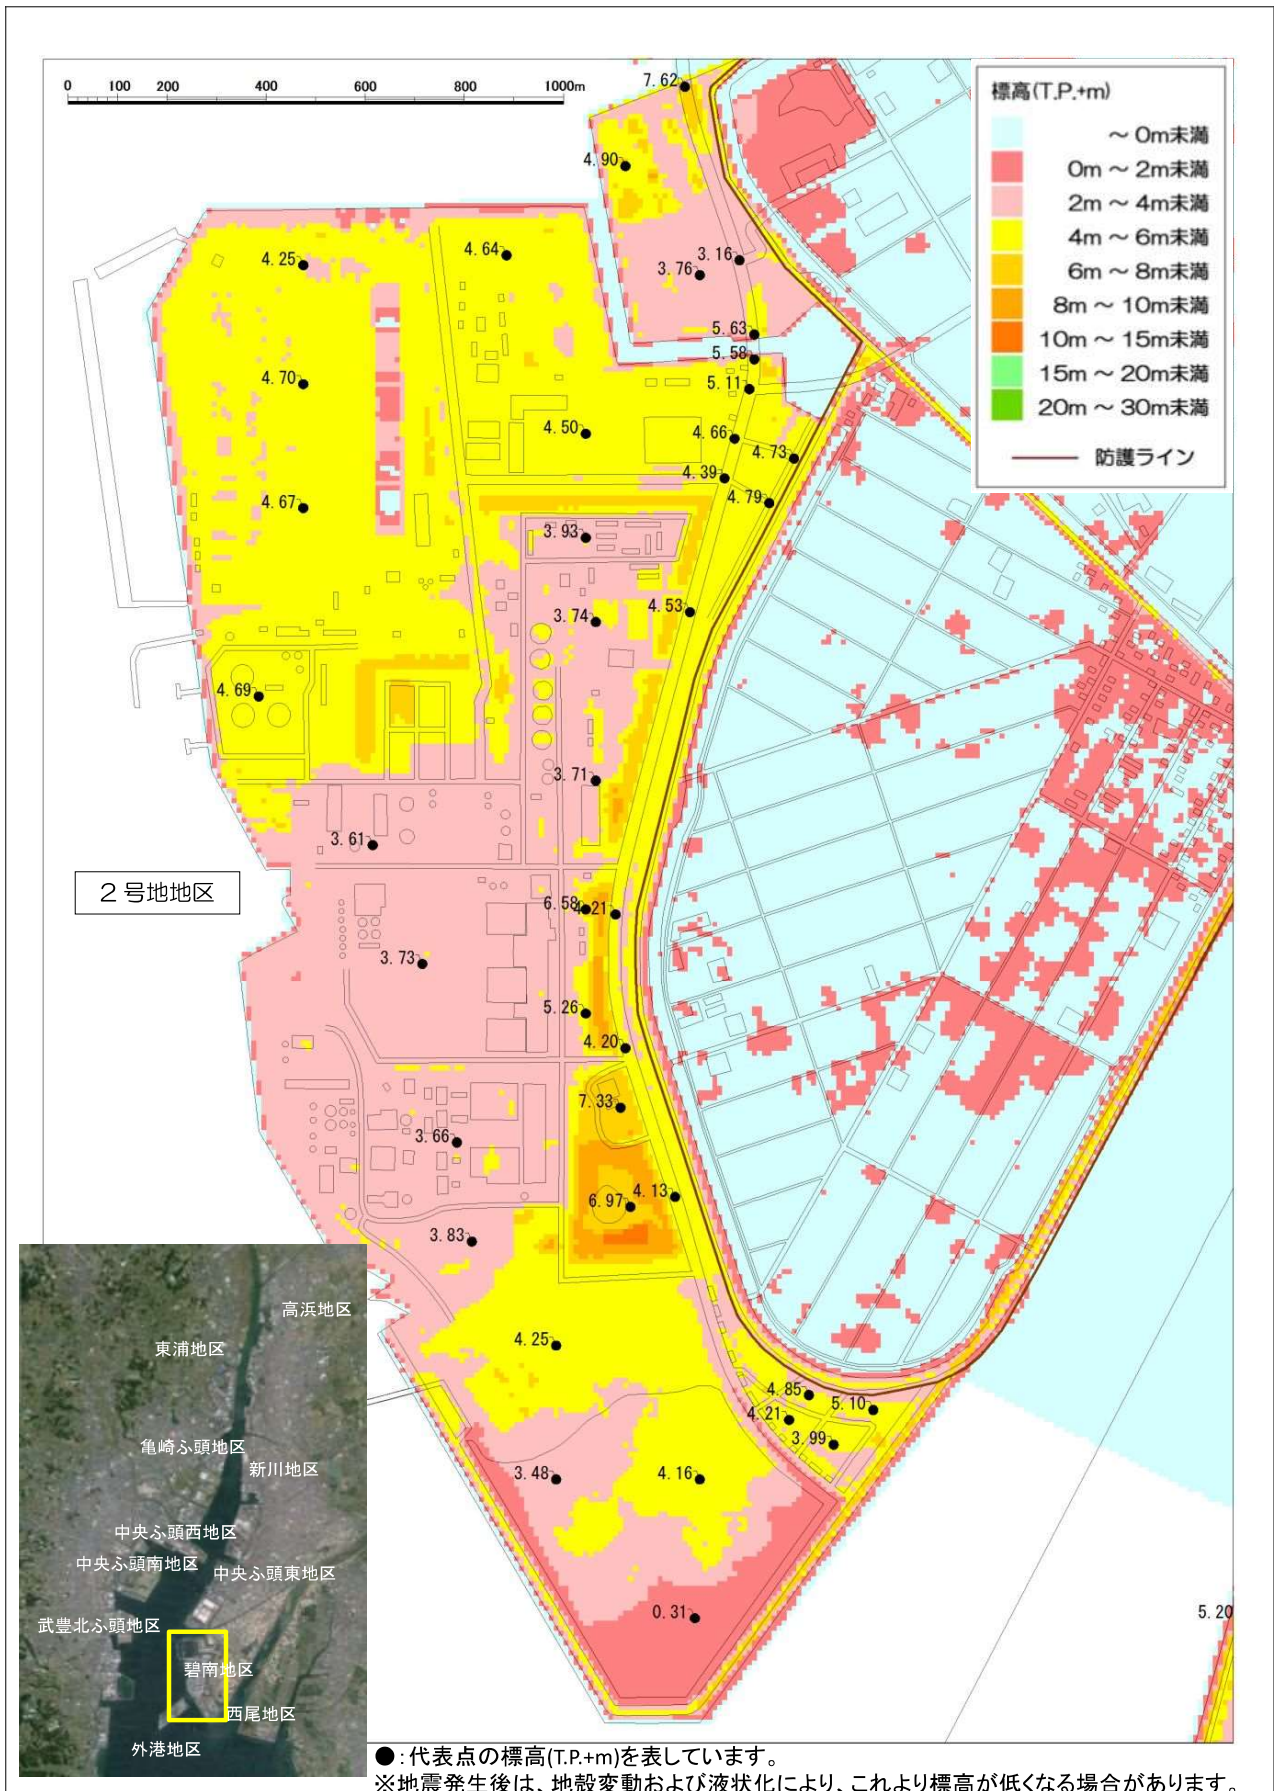 0 100 200 400 600 800 1000m
標高(T.P.+m)
～ 0m未満
0m ～ 2m未満
2m ～ 4m未満
4m ～ 6m未満
6m ～ 8m未満
8m ～ 10m未満
10m ～ 15m未満
15m ～ 20m未満
20m ～ 30m未満
防護ライン
7.62
4.90
4.64
4.25
3.16
3.76
5.63
5.58
4.70
5.11
4.50
4.66
4.73
4.39
4.79
4.67
3.93
4.53
3.74
4.69
3.71
3.61
2号地地区
6.58
4.21
3.73
5.26
4.20
7.33
3.66
4.13
6.97
3.83
4.25
4.85
5.10
4.21
3.99
3.48
4.16
0.31
5.20
高浜地区
東浦地区
亀崎ふ頭地区
新川地区
中央ふ頭西地区
中央ふ頭南地区
中央ふ頭東地区
武豊北ふ頭地区
碧南地区
西尾地区
外港地区
●:代表点の標高(T.P.+m)を表しています。
※地震発生後は、地殻変動および液状化により、これより標高が低くなる場合があります。